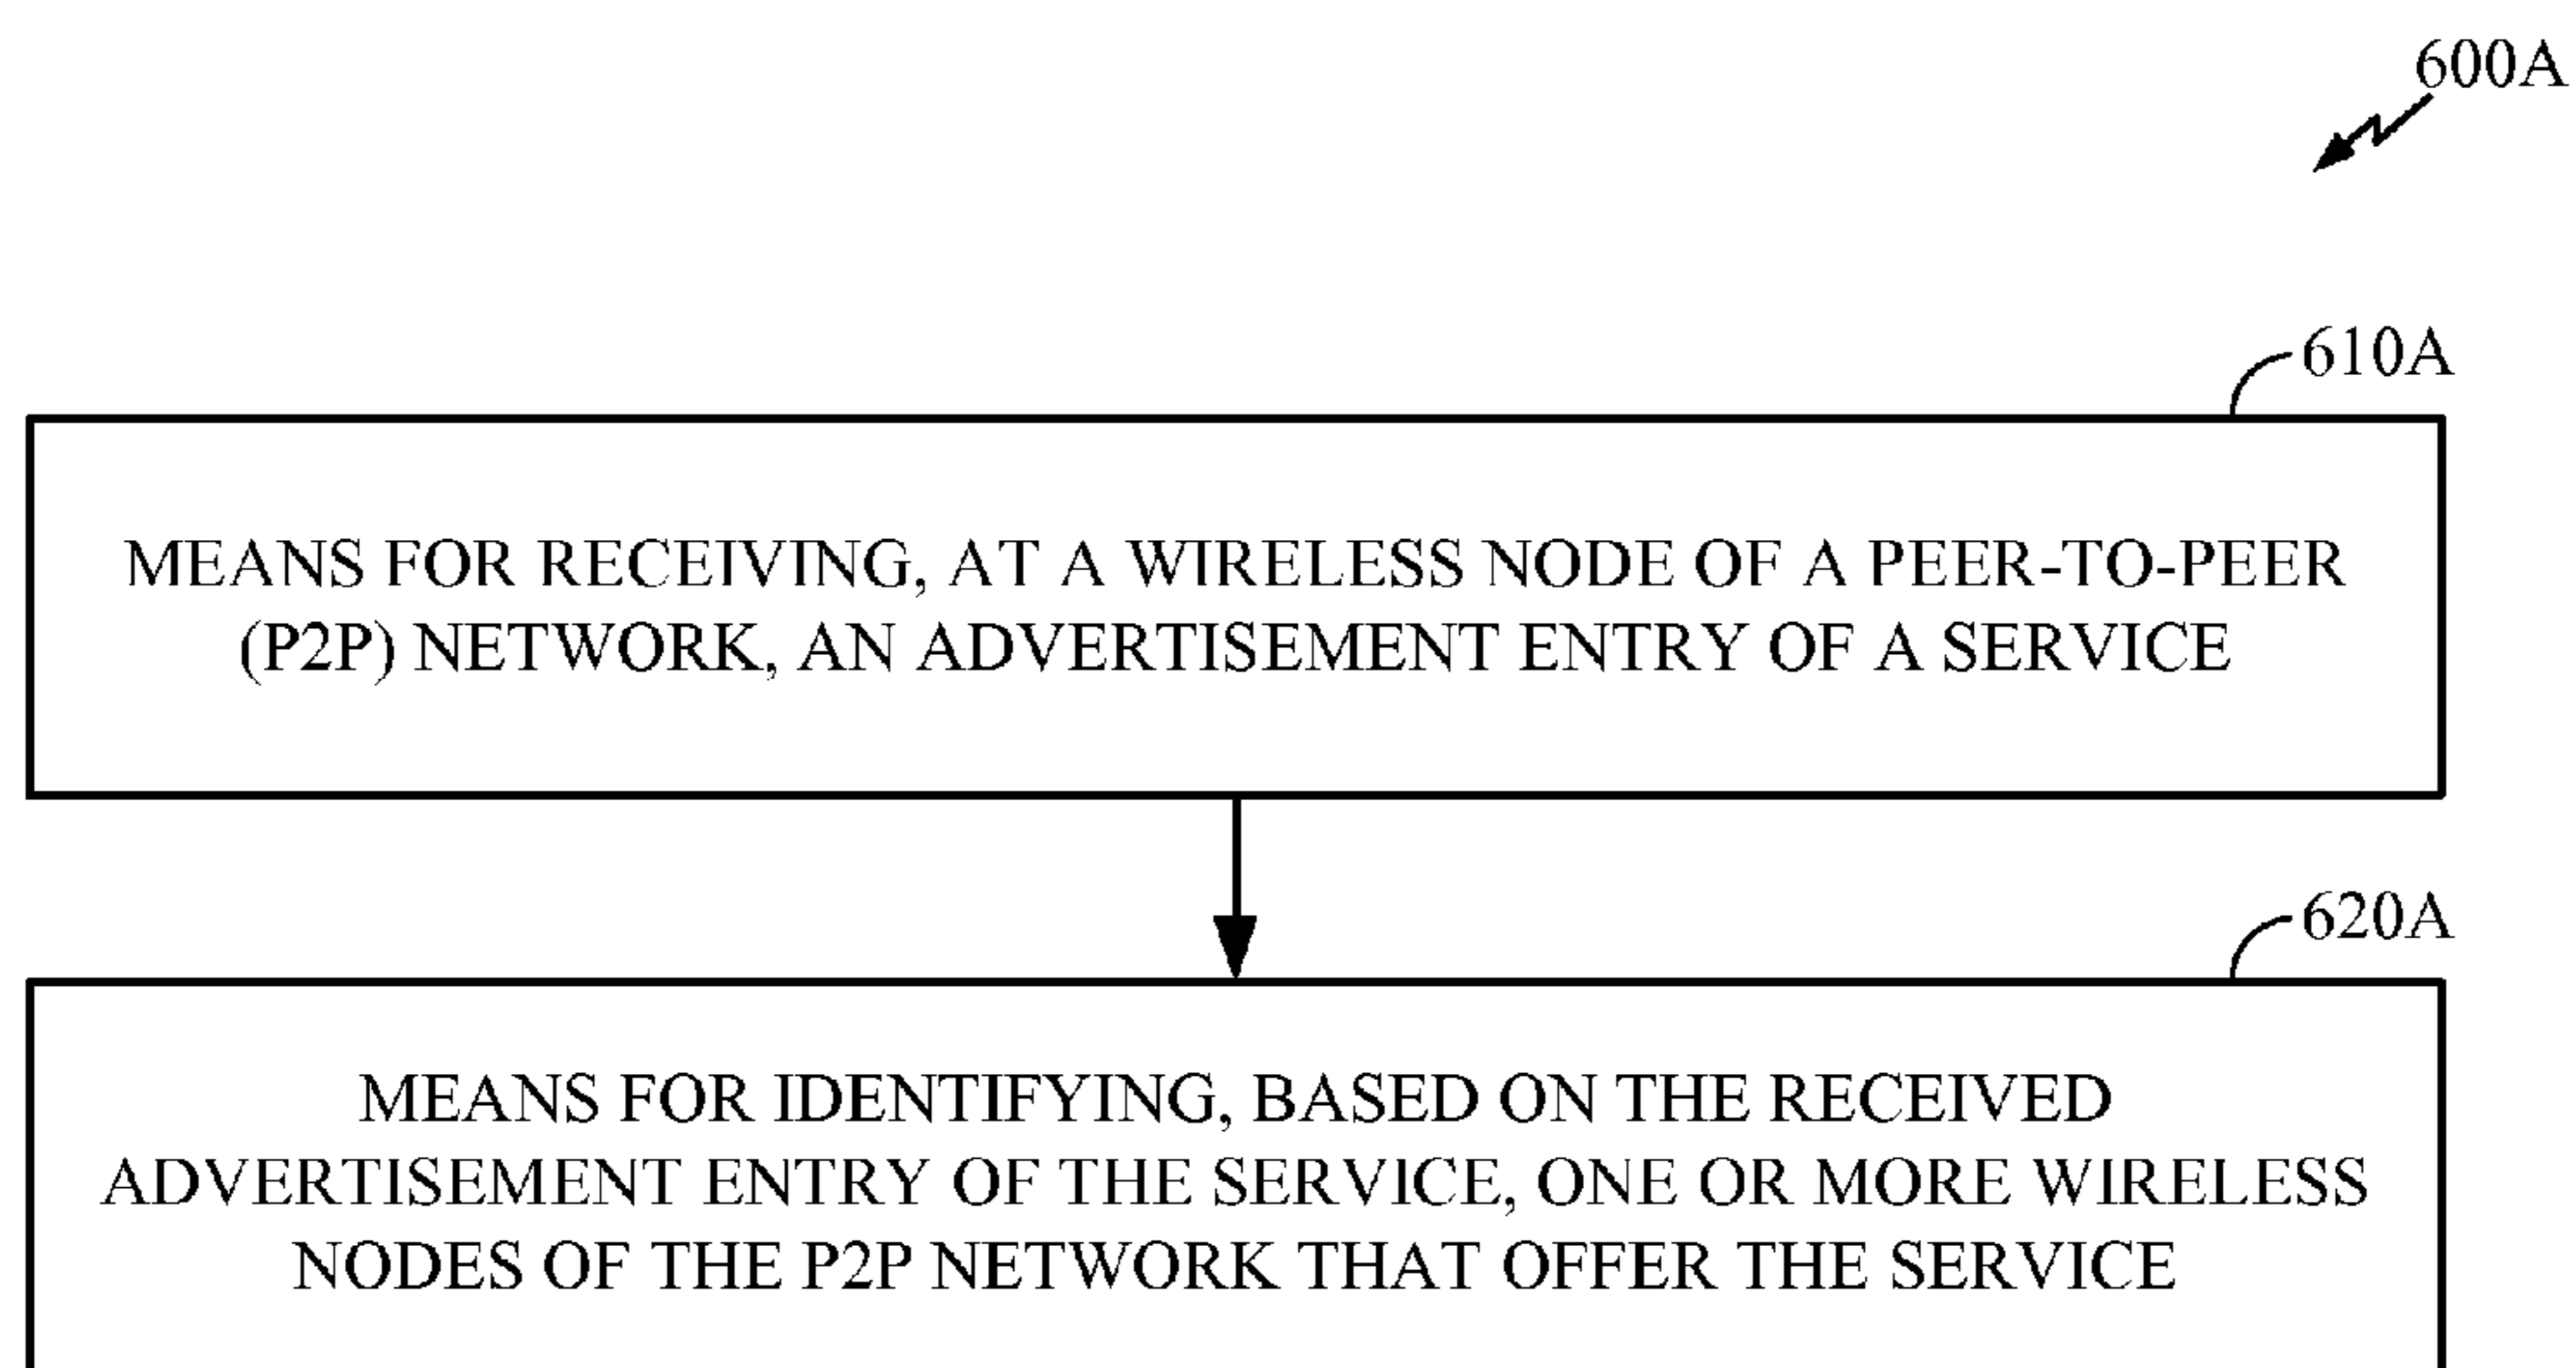 600A
610A
MEANS FOR RECEIVING, AT A WIRELESS NODE OF A PEER-TO-PEER
(P2P) NETWORK, AN ADVERTISEMENT ENTRY OF A SERVICE
620A
MEANS FOR IDENTIFYING, BASED ON THE RECEIVED
ADVERTISEMENT ENTRY OF THE SERVICE, ONE OR MORE WIRELESS
NODES OF THE P2P NETWORK THAT OFFER THE SERVICE